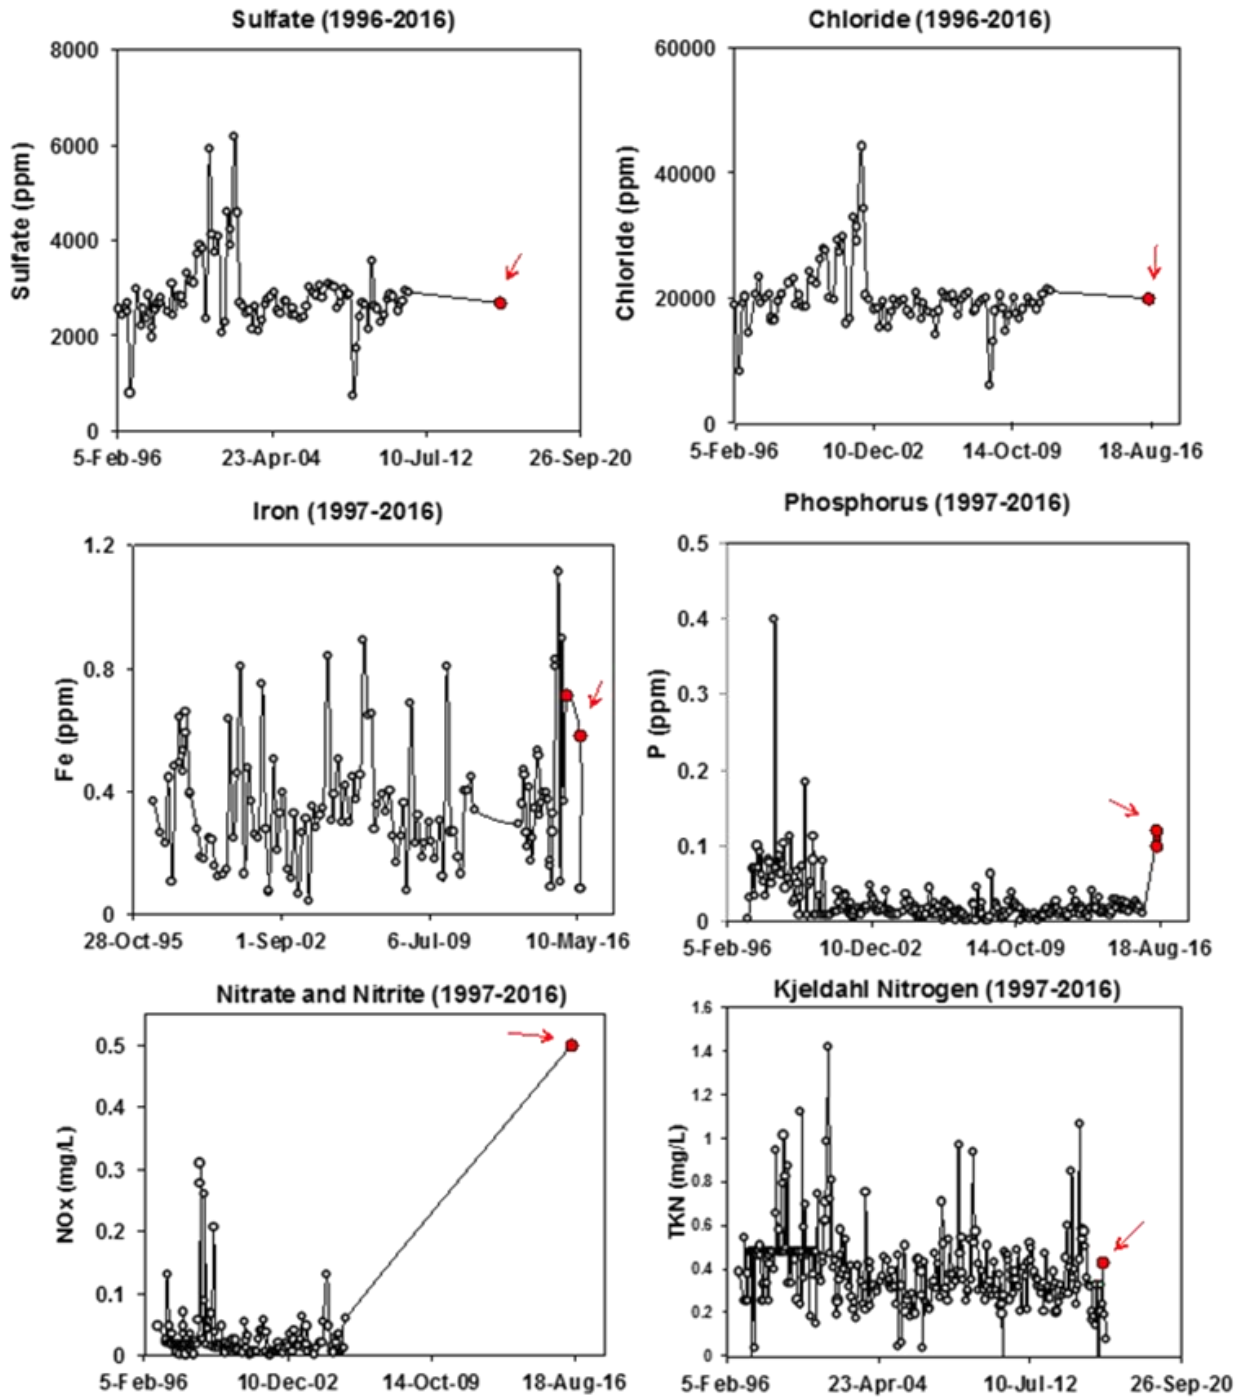 Sulfate (1996-2016)
Sulfate (ppm)
8000
6000
4000
2000
0
5-Feb-96 23-Apr-04 10-Jul-12 26-Sep-20
Chloride (1996-2016)
Chloride (ppm)
60000
40000
20000
0
5-Feb-96 10-Dec-02 14-Oct-09 18-Aug-16
Iron (1997-2016)
Fe (ppm)
1.2
0.8
0.4
0
28-Oct-95 1-Sep-02 6-Jul-09 10-May-16
Phosphorus (1997-2016)
P (ppm)
0.5
0.4
0.3
0.2
0.1
0
5-Feb-96 10-Dec-02 14-Oct-09 18-Aug-16
Nitrate and Nitrite (1997-2016)
NOx (mg/L)
0.5
0.4
0.3
0.2
0.1
0
5-Feb-96 10-Dec-02 14-Oct-09 18-Aug-16
Kjeldahl Nitrogen (1997-2016)
TKN (mg/L)
1.6
1.4
1.2
1
0.8
0.6
0.4
0.2
0
5-Feb-96 23-Apr-04 10-Jul-12 26-Sep-20